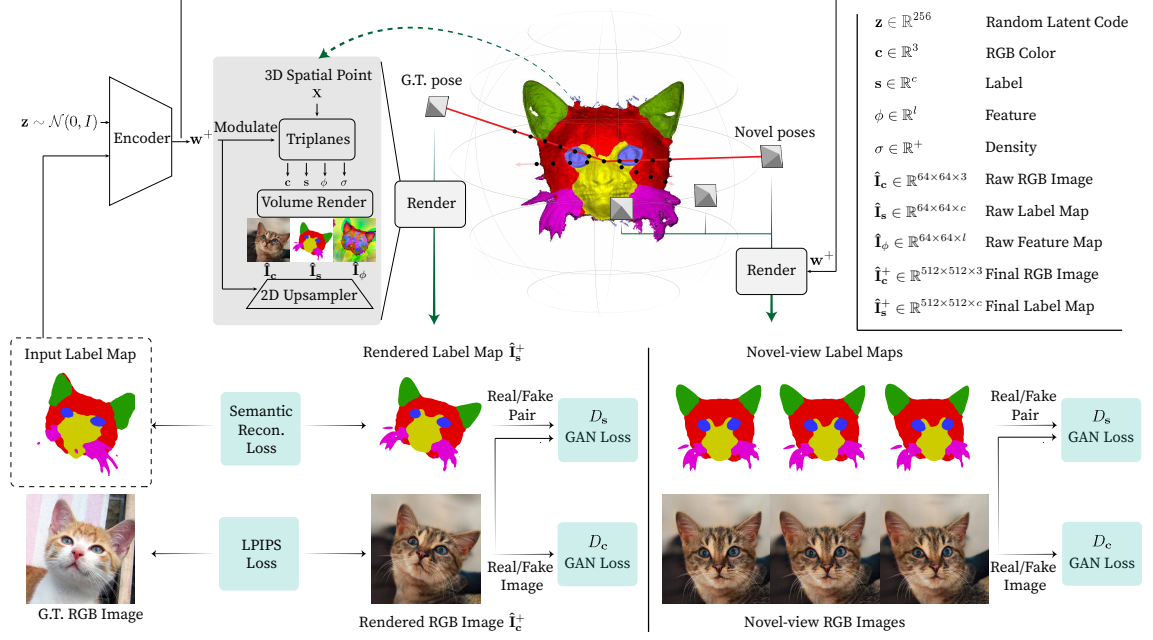 z ∼ 𝒩(0, I)
Encoder
w⁺
Modulate
3D Spatial Point
x
Triplanes
c s ϕ σ
Volume Render
Î_c Î_s Î_ϕ
2D Upsampler
G.T. pose
Render
Novel poses
Render
w⁺
z ∈ ℝ²⁵⁶ Random Latent Code
c ∈ ℝ³ RGB Color
s ∈ ℝᶜ Label
ϕ ∈ ℝˡ Feature
σ ∈ ℝ⁺ Density
Î_c ∈ ℝ^{64×64×3} Raw RGB Image
Î_s ∈ ℝ^{64×64×c} Raw Label Map
Î_ϕ ∈ ℝ^{64×64×l} Raw Feature Map
Î_c⁺ ∈ ℝ^{512×512×3} Final RGB Image
Î_s⁺ ∈ ℝ^{512×512×c} Final Label Map
Input Label Map
Semantic
Recon.
Loss
Rendered Label Map Î_s⁺
Real/Fake
Pair
D_s
GAN Loss
G.T. RGB Image
LPIPS
Loss
Rendered RGB Image Î_c⁺
Real/Fake
Image
D_c
GAN Loss
Novel-view Label Maps
Real/Fake
Pair
D_s
GAN Loss
Novel-view RGB Images
Real/Fake
Image
D_c
GAN Loss